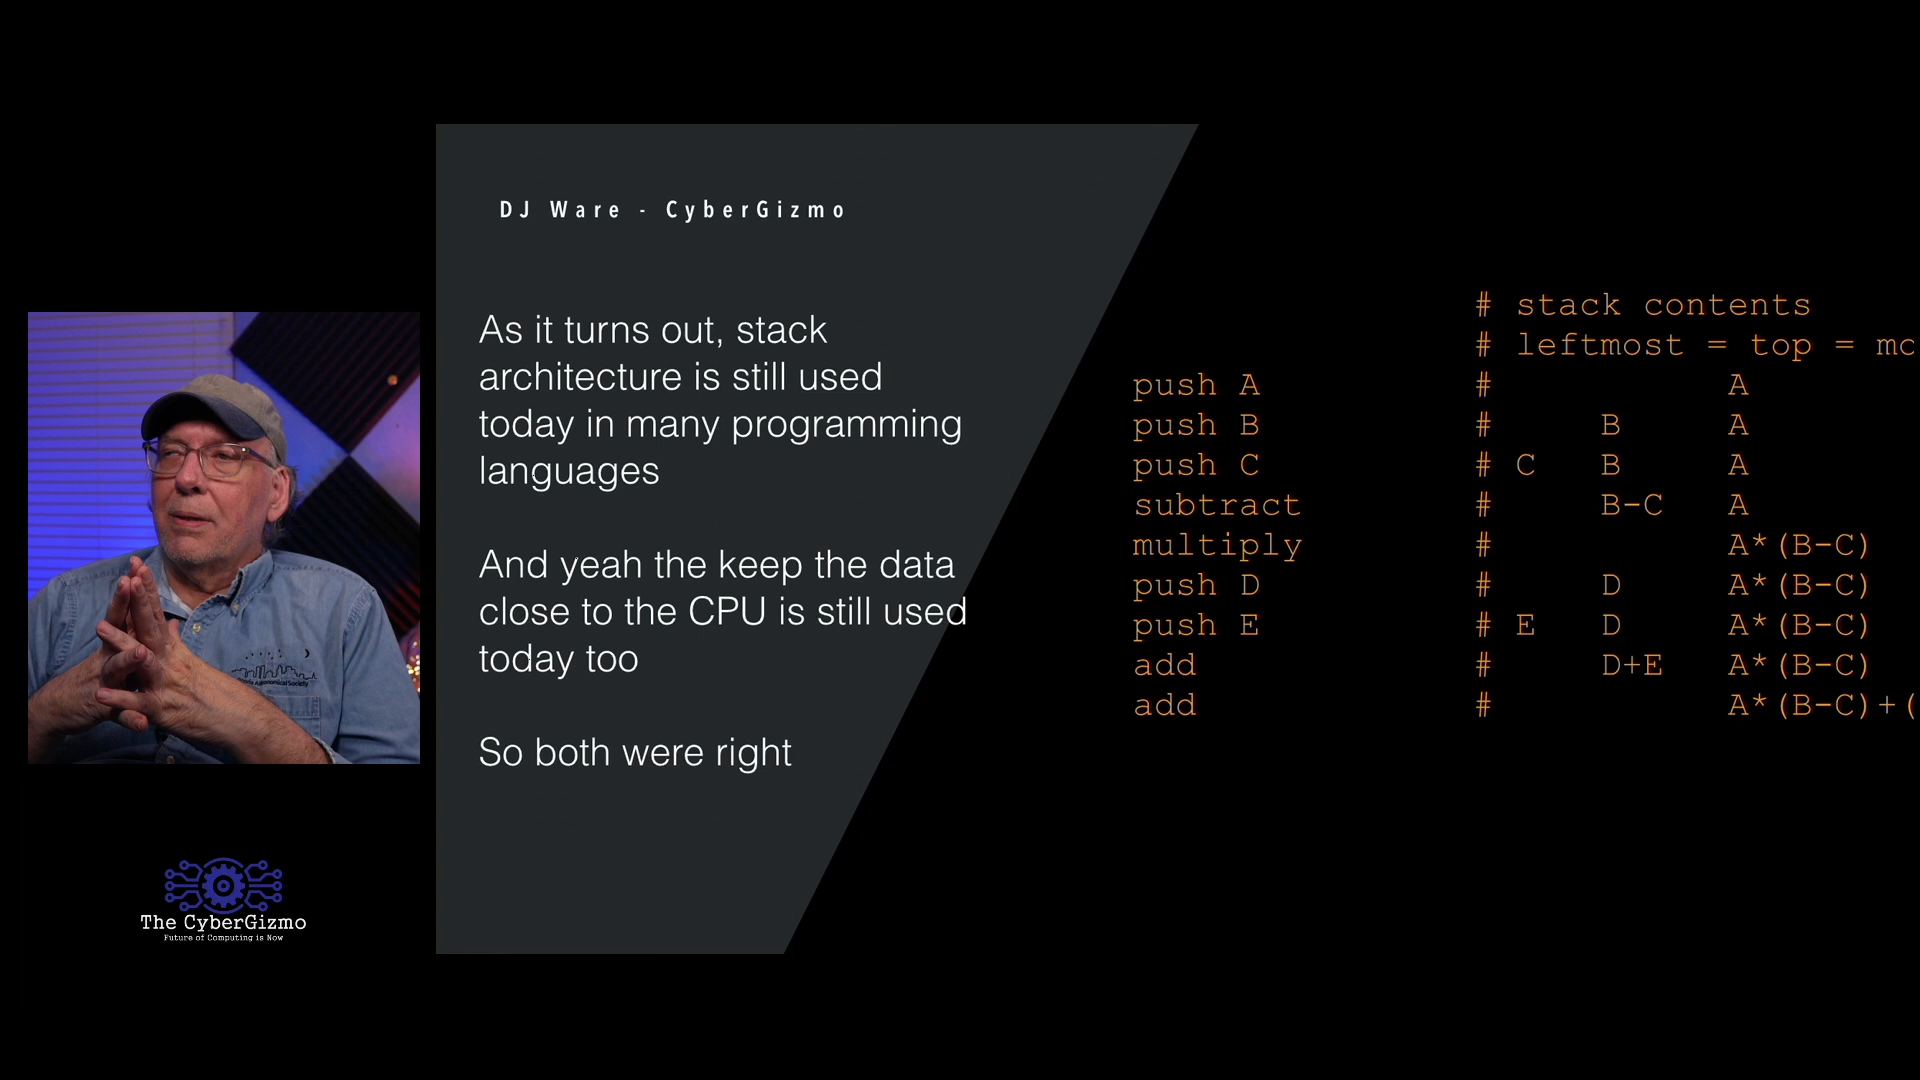 DJ Ware - CyberGizmo
As it turns out, stack
architecture is still used
today in many programming
languages
And yeah the keep the data
close to the CPU is still used
today too
So both were right
# stack contents
# leftmost = top = mc
push A # A
push B # B A
push C # C B A
subtract # B-C A
multiply # A*(B-C)
push D # D A*(B-C)
push E # E D A*(B-C)
add # D+E A*(B-C)
add # A*(B-C)+(
The CyberGizmo
Future of Computing is Now